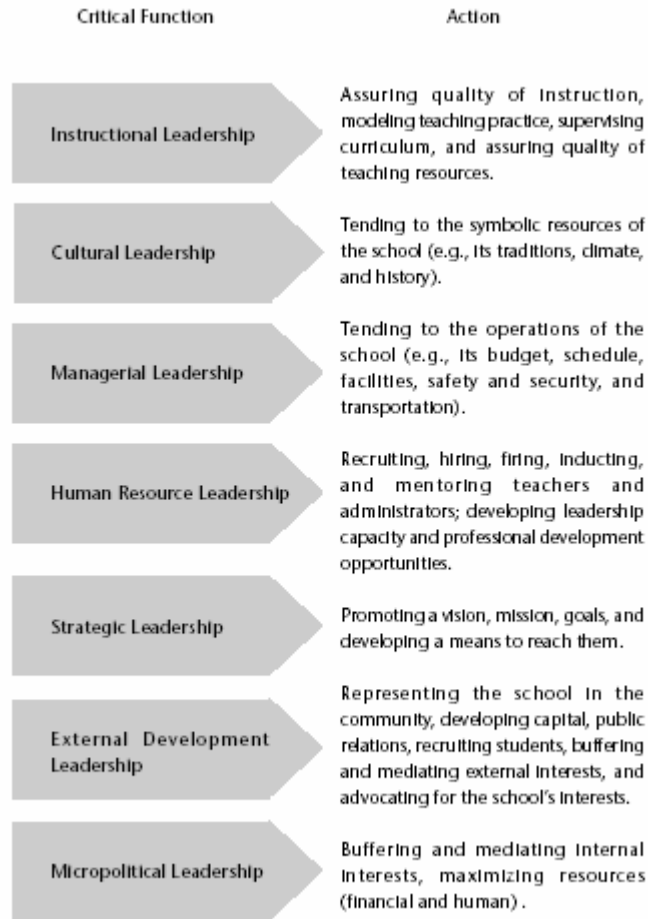 Critical Function
Action
Instructional Leadership
Assuring quality of instruction,
modeling teaching practice, supervising
curriculum, and assuring quality of
teaching resources.
Cultural Leadership
Tending to the symbolic resources of
the school (e.g., its traditions, climate,
and history).
Managerial Leadership
Tending to the operations of the
school (e.g., its budget, schedule,
facilities, safety and security, and
transportation).
Human Resource Leadership
Recruiting, hiring, firing, inducting,
and mentoring teachers and
administrators; developing leadership
capacity and professional development
opportunities.
Strategic Leadership
Promoting a vision, mission, goals, and
developing a means to reach them.
External Development
Leadership
Representing the school in the
community, developing capital, public
relations, recruiting students, buffering
and mediating external interests, and
advocating for the school's interests.
Micropolitical Leadership
Buffering and mediating internal
interests, maximizing resources
(financial and human).